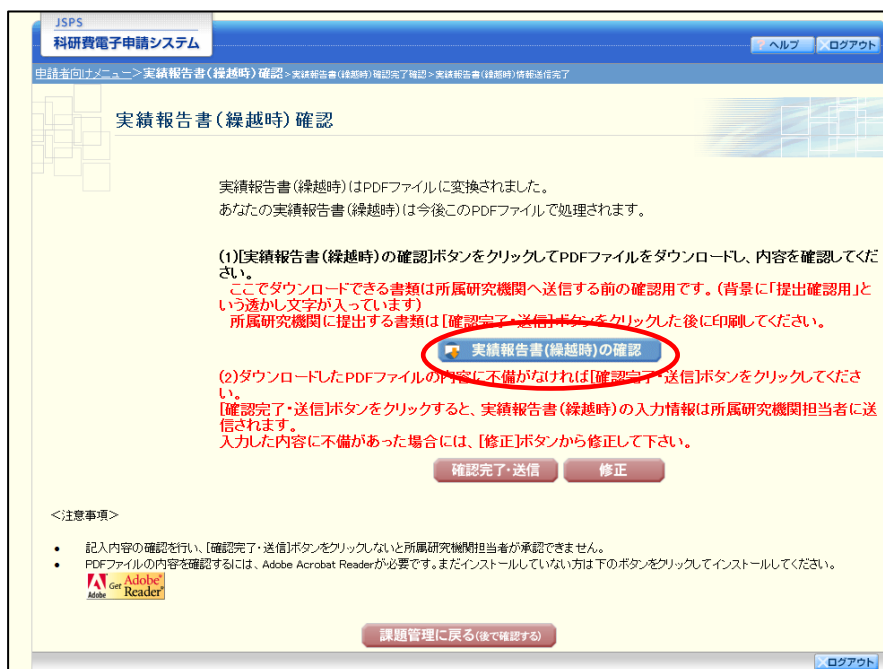 JSPS
科研費電子申請システム
? ヘルプ
×ログアウト
申請者向けメニュー>実績報告書(繰越時)確認>実績報告書(繰越時)確認完了確認>実績報告書(繰越時)情報送信完了
実績報告書(繰越時)確認
実績報告書(繰越時)はPDFファイルに変換されました。
あなたの実績報告書(繰越時)は今後このPDFファイルで処理されます。
(1)[実績報告書(繰越時)の確認]ボタンをクリックしてPDFファイルをダウンロードし、内容を確認してくだ
さい。
ここでダウンロードできる書類は所属研究機関へ送信する前の確認用です。(背景に「提出確認用」と
いう透かし文字が入っています)
所属研究機関に提出する書類は[確認完了・送信]ボタンをクリックした後に印刷してください。
実績報告書(繰越時)の確認
(2)ダウンロードしたPDFファイルの内容に不備がなければ[確認完了・送信]ボタンをクリックしてくださ
い。
[確認完了・送信]ボタンをクリックすると、実績報告書(繰越時)の入力情報は所属研究機関担当者に送
信されます。
入力した内容に不備があった場合には、[修正]ボタンから修正して下さい。
確認完了・送信
修正
<注意事項>
• 記入内容の確認を行い、[確認完了・送信]ボタンをクリックしないと所属研究機関担当者が承認できません。
• PDFファイルの内容を確認するには、Adobe Acrobat Readerが必要です。まだインストールしていない方は下のボタンをクリックしてインストールしてください。
Adobe
Get Adobe®
Reader®
課題管理に戻る(後で確認する)
×ログアウト